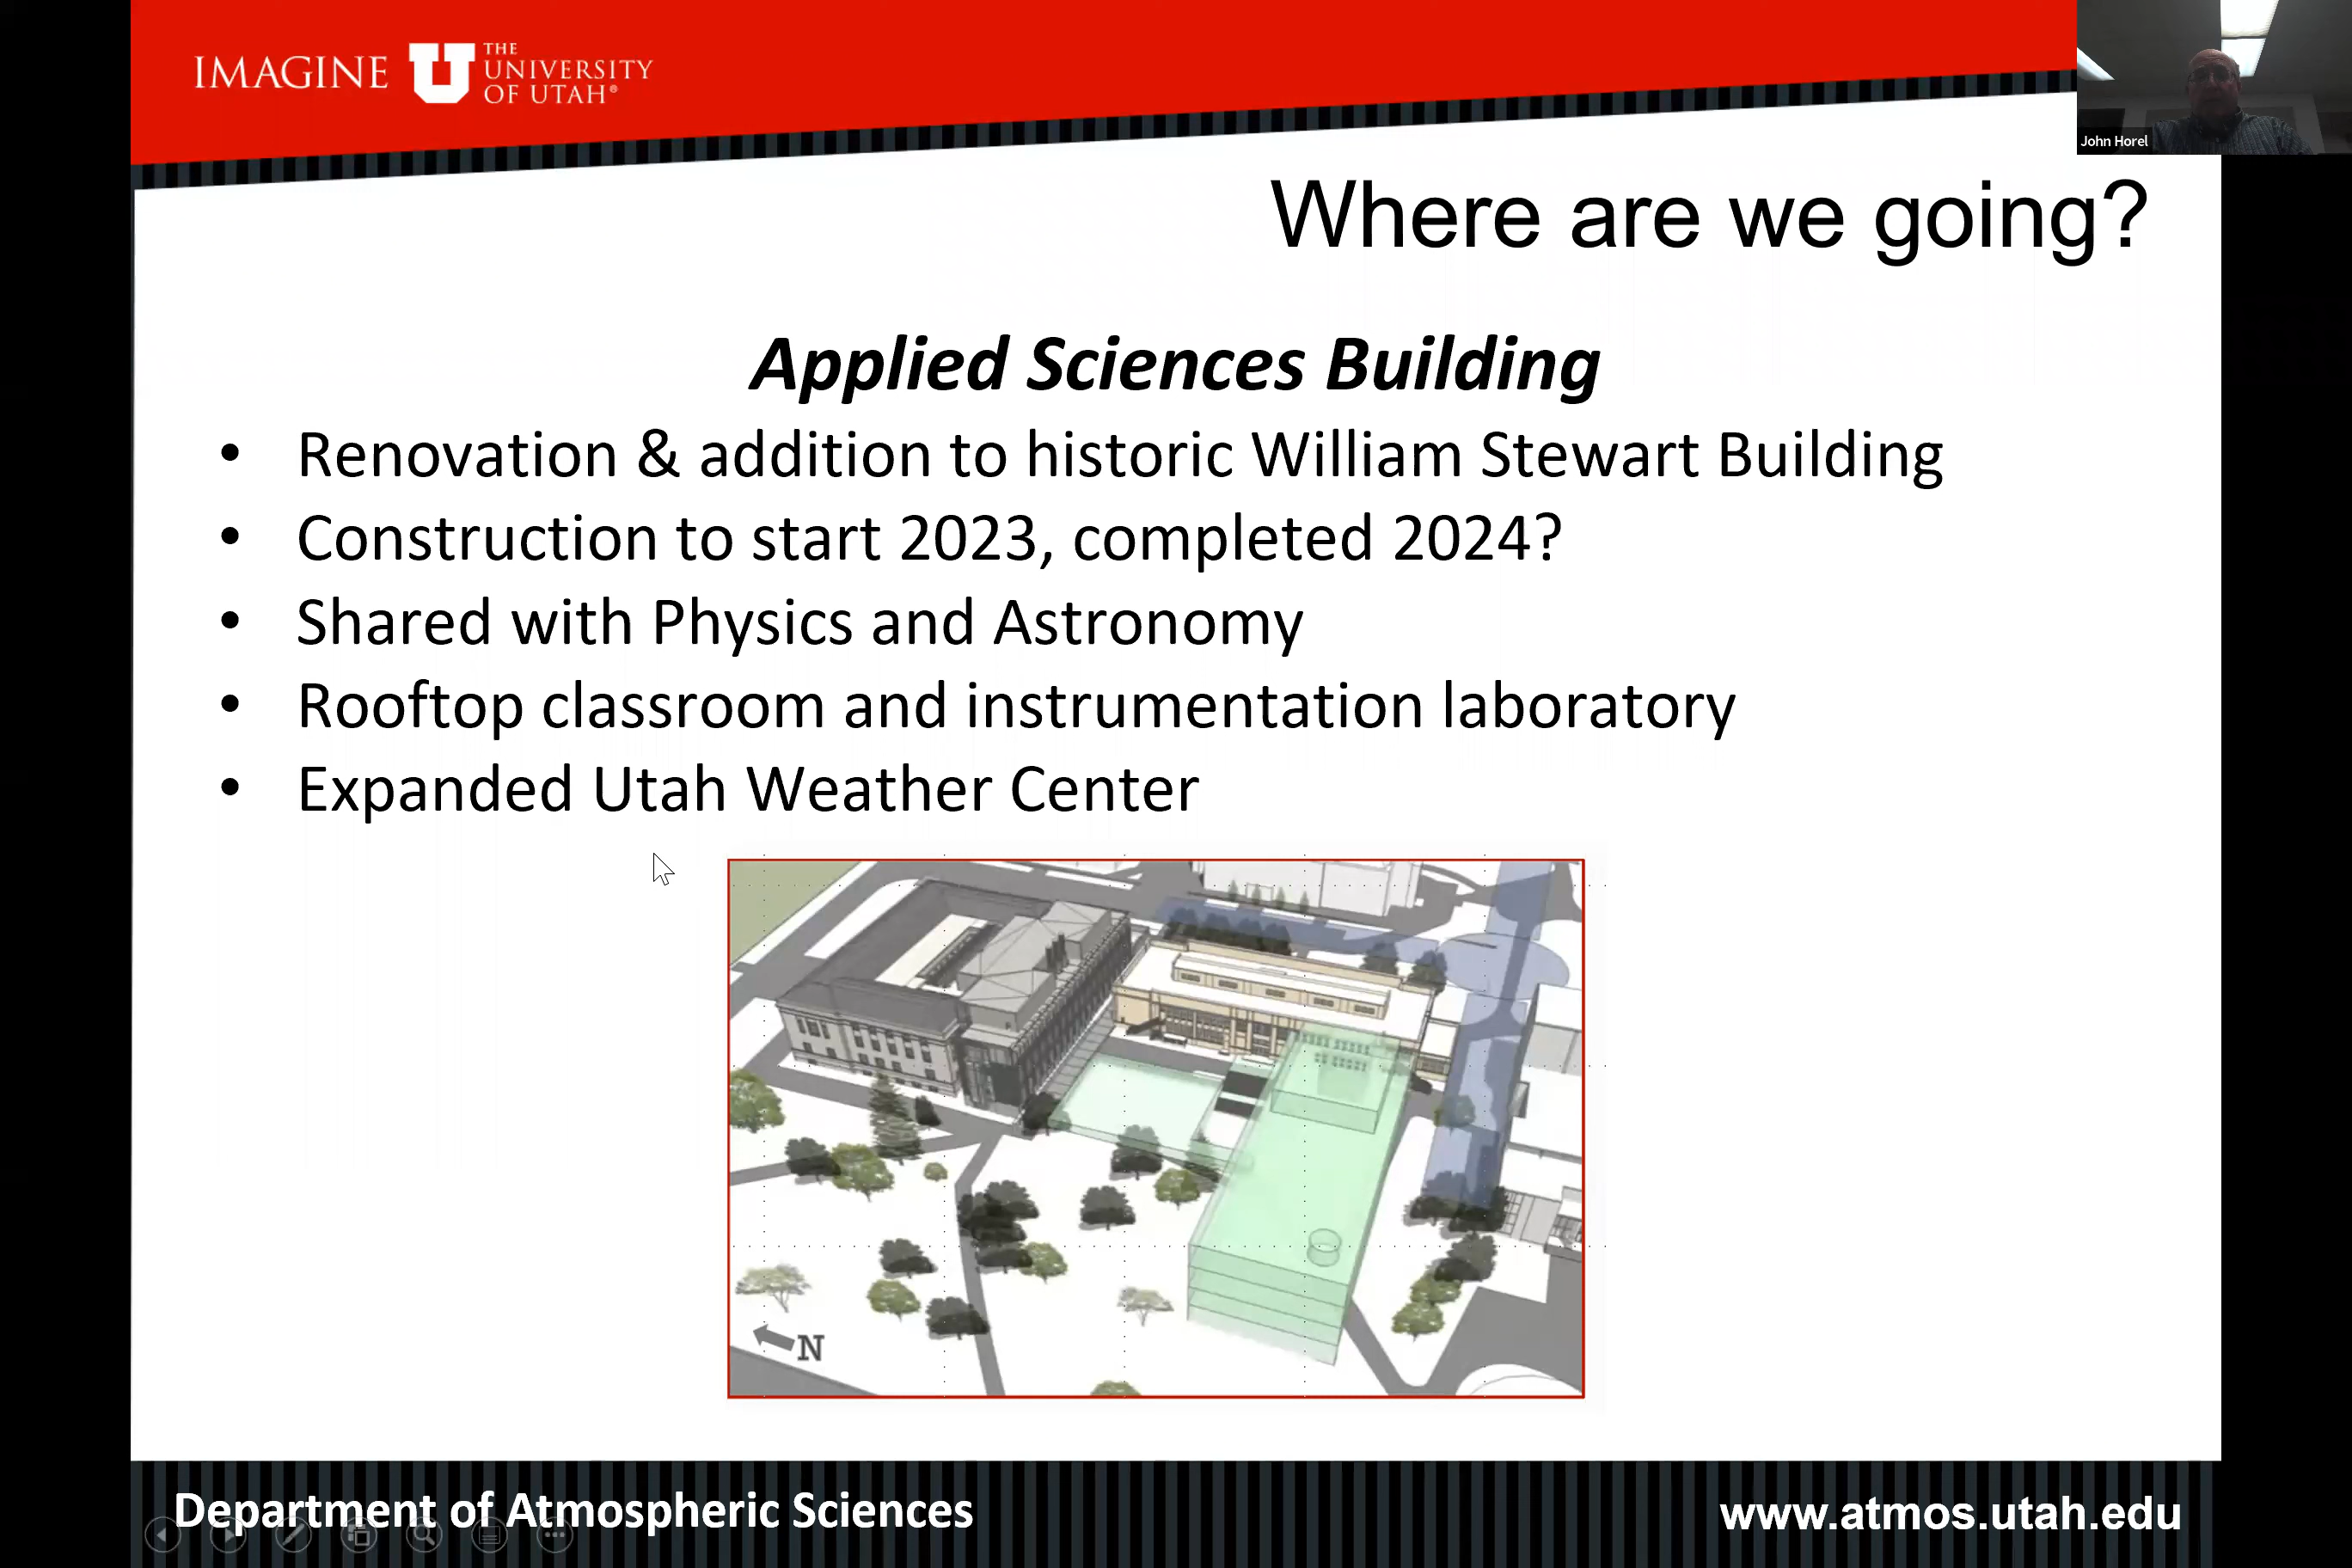 IMAGINE
THE
UNIVERSITY
OF UTAH®
John Horel
Where are we going?
Applied Sciences Building
• Renovation & addition to historic William Stewart Building
• Construction to start 2023, completed 2024?
• Shared with Physics and Astronomy
• Rooftop classroom and instrumentation laboratory
• Expanded Utah Weather Center
N
Department of Atmospheric Sciences
www.atmos.utah.edu